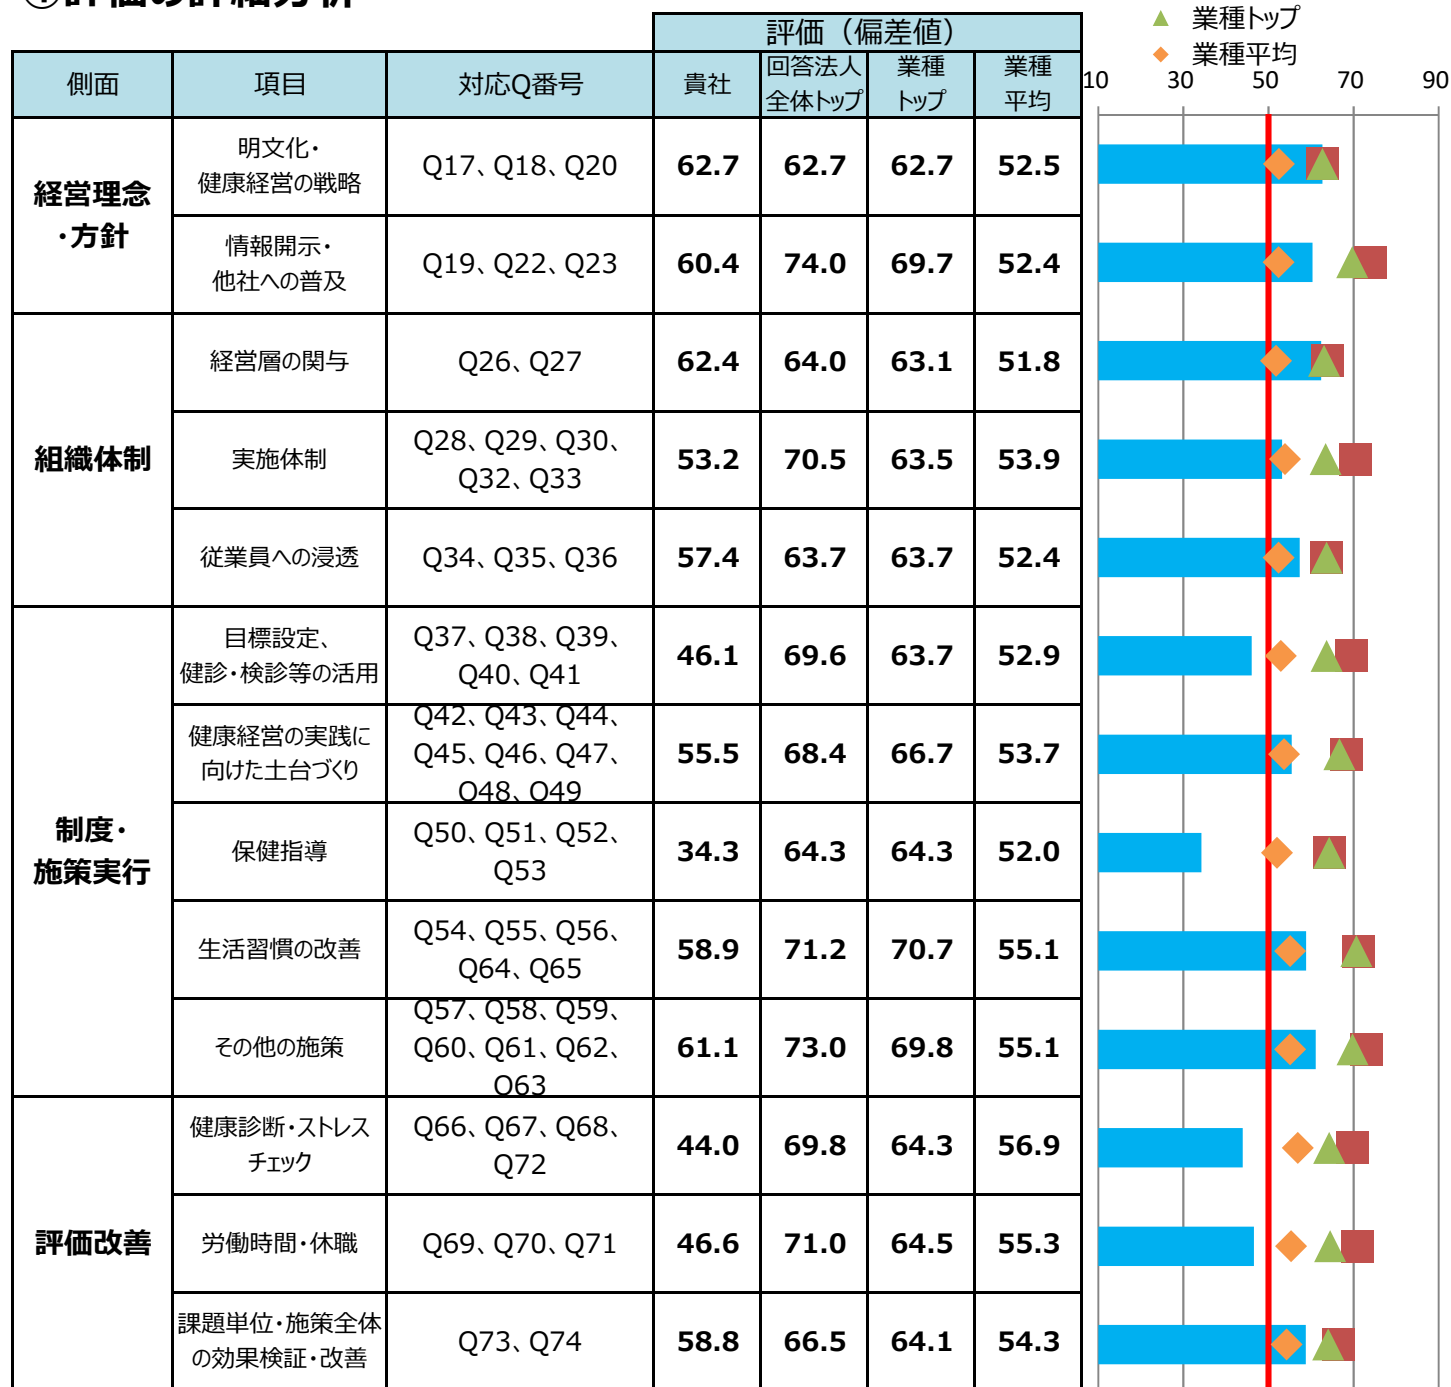 ①評価の詳細分析
業種トップ
業種平均
評価（偏差値）
側面 項目 対応Q番号 貴社 回答法人全体トップ 業種トップ 業種平均
10 30 50 70 90
経営理念・方針
明文化・健康経営の戦略 Q17、Q18、Q20 62.7 62.7 62.7 52.5
情報開示・他社への普及 Q19、Q22、Q23 60.4 74.0 69.7 52.4
組織体制
経営層の関与 Q26、Q27 62.4 64.0 63.1 51.8
実施体制 Q28、Q29、Q30、Q32、Q33 53.2 70.5 63.5 53.9
従業員への浸透 Q34、Q35、Q36 57.4 63.7 63.7 52.4
制度・施策実行
目標設定、健診・検診等の活用 Q37、Q38、Q39、Q40、Q41 46.1 69.6 63.7 52.9
健康経営の実践に向けた土台づくり Q42、Q43、Q44、Q45、Q46、Q47、Q48、Q49 55.5 68.4 66.7 53.7
保健指導 Q50、Q51、Q52、Q53 34.3 64.3 64.3 52.0
生活習慣の改善 Q54、Q55、Q56、Q64、Q65 58.9 71.2 70.7 55.1
その他の施策 Q57、Q58、Q59、Q60、Q61、Q62、Q63 61.1 73.0 69.8 55.1
評価改善
健康診断・ストレスチェック Q66、Q67、Q68、Q72 44.0 69.8 64.3 56.9
労働時間・休職 Q69、Q70、Q71 46.6 71.0 64.5 55.3
課題単位・施策全体の効果検証・改善 Q73、Q74 58.8 66.5 64.1 54.3